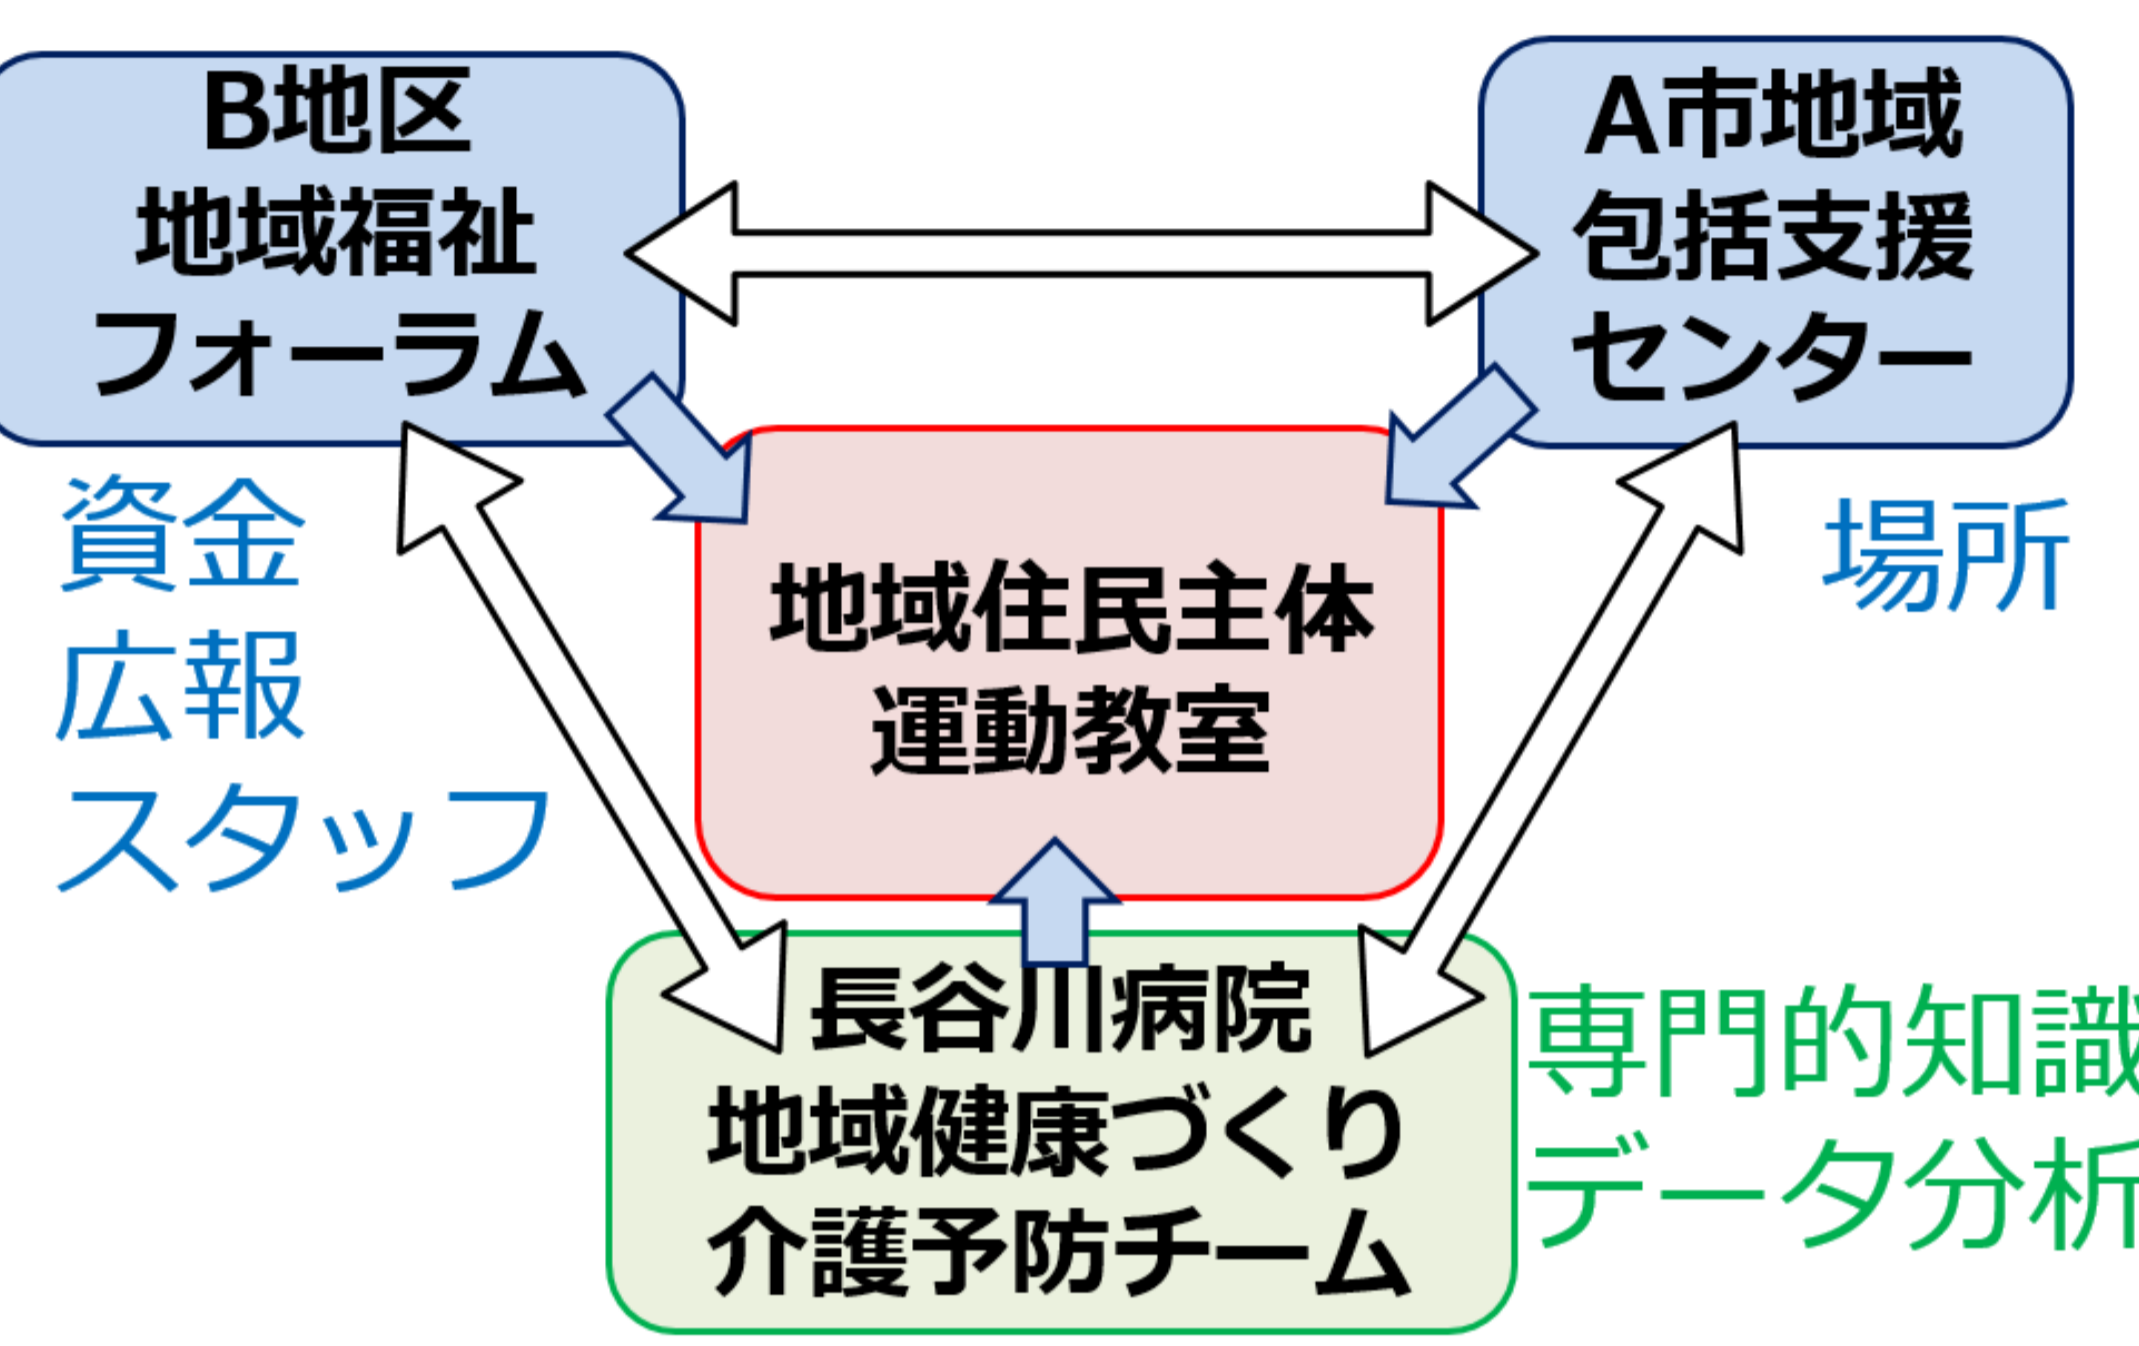 B地区
地域福祉
フォーラム
A市地域
包括支援
センター
資金
広報
スタッフ
場所
地域住民主体
運動教室
長谷川病院
地域健康づくり
介護予防チーム
専門的知識
データ分析